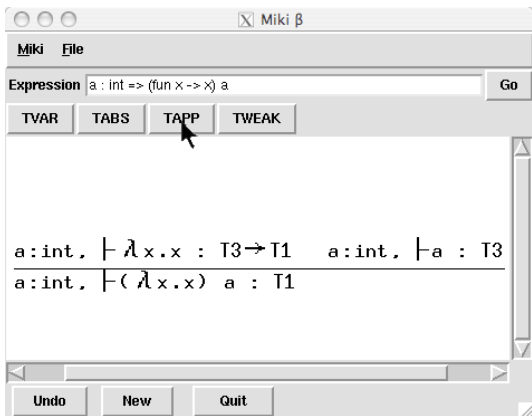 Miki β
Miki File
Expression a : int => (fun x -> x) a Go
TVAR TABS TAPP TWEAK
a:int, ├ λx.x : T3→T1 a:int, ├a : T3
a:int, ├(λx.x) a : T1
Undo New Quit